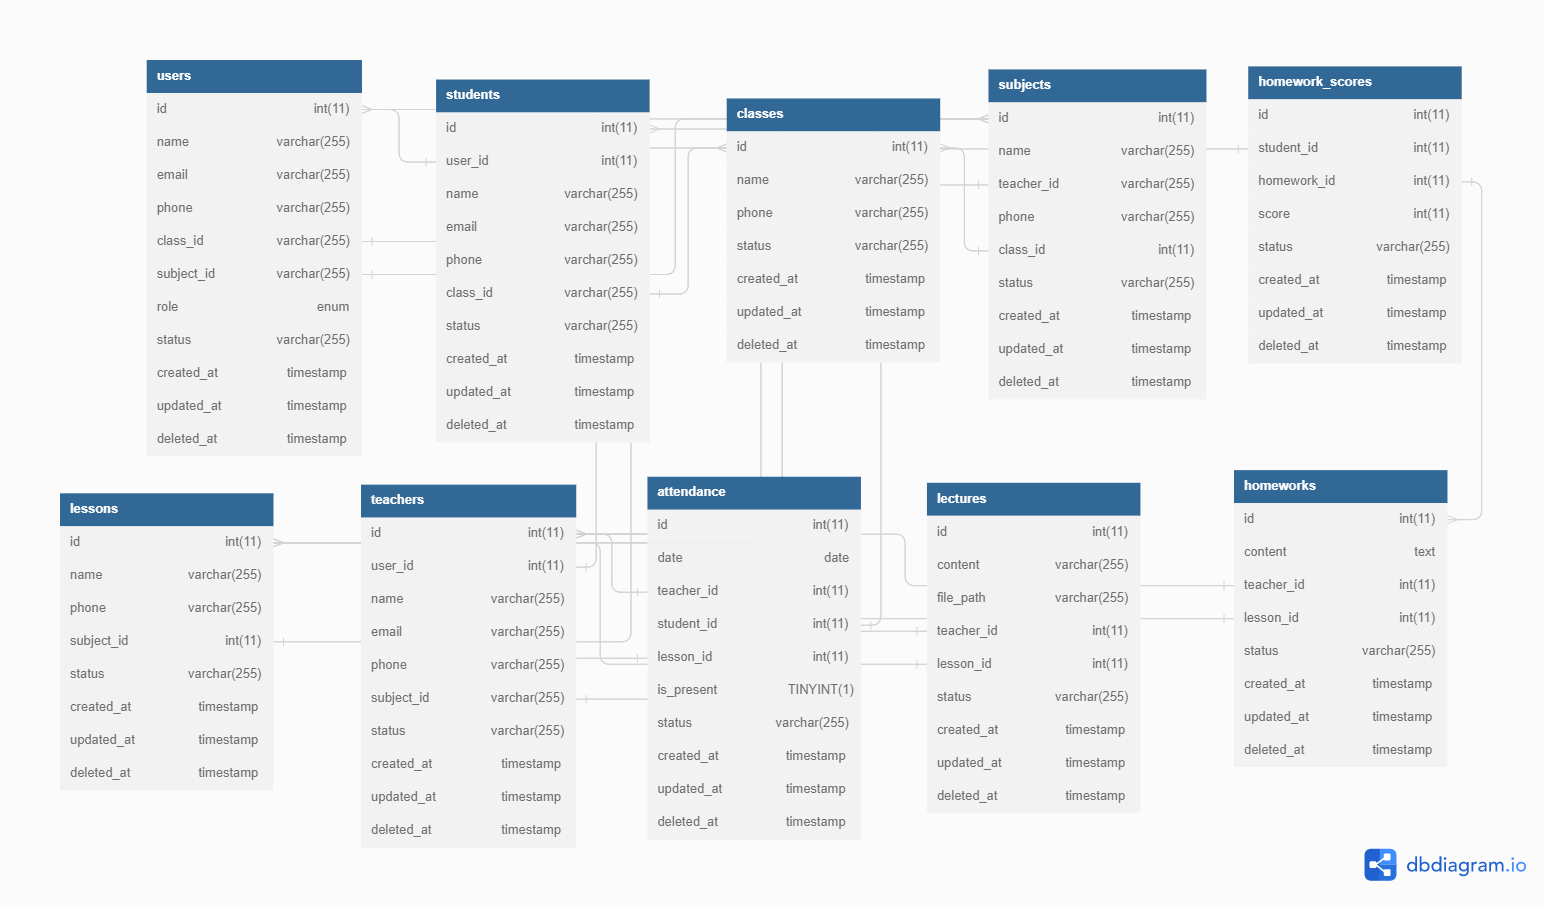 users
id int(11)
name varchar(255)
email varchar(255)
phone varchar(255)
class_id varchar(255)
subject_id varchar(255)
role enum
status varchar(255)
created_at timestamp
updated_at timestamp
deleted_at timestamp
students
id int(11)
user_id int(11)
name varchar(255)
email varchar(255)
phone varchar(255)
class_id varchar(255)
status varchar(255)
created_at timestamp
updated_at timestamp
deleted_at timestamp
classes
id int(11)
name varchar(255)
phone varchar(255)
status varchar(255)
created_at timestamp
updated_at timestamp
deleted_at timestamp
subjects
id int(11)
name varchar(255)
teacher_id varchar(255)
phone varchar(255)
class_id int(11)
status varchar(255)
created_at timestamp
updated_at timestamp
deleted_at timestamp
homework_scores
id int(11)
student_id int(11)
homework_id int(11)
score int(11)
status varchar(255)
created_at timestamp
updated_at timestamp
deleted_at timestamp
lessons
id int(11)
name varchar(255)
phone varchar(255)
subject_id int(11)
status varchar(255)
created_at timestamp
updated_at timestamp
deleted_at timestamp
teachers
id int(11)
user_id int(11)
name varchar(255)
email varchar(255)
phone varchar(255)
subject_id varchar(255)
status varchar(255)
created_at timestamp
updated_at timestamp
deleted_at timestamp
attendance
id int(11)
date date
teacher_id int(11)
student_id int(11)
lesson_id int(11)
is_present TINYINT(1)
status varchar(255)
created_at timestamp
updated_at timestamp
deleted_at timestamp
lectures
id int(11)
content varchar(255)
file_path varchar(255)
teacher_id int(11)
lesson_id int(11)
status varchar(255)
created_at timestamp
updated_at timestamp
deleted_at timestamp
homeworks
id int(11)
content text
teacher_id int(11)
lesson_id int(11)
status varchar(255)
created_at timestamp
updated_at timestamp
deleted_at timestamp
dbdiagram.io